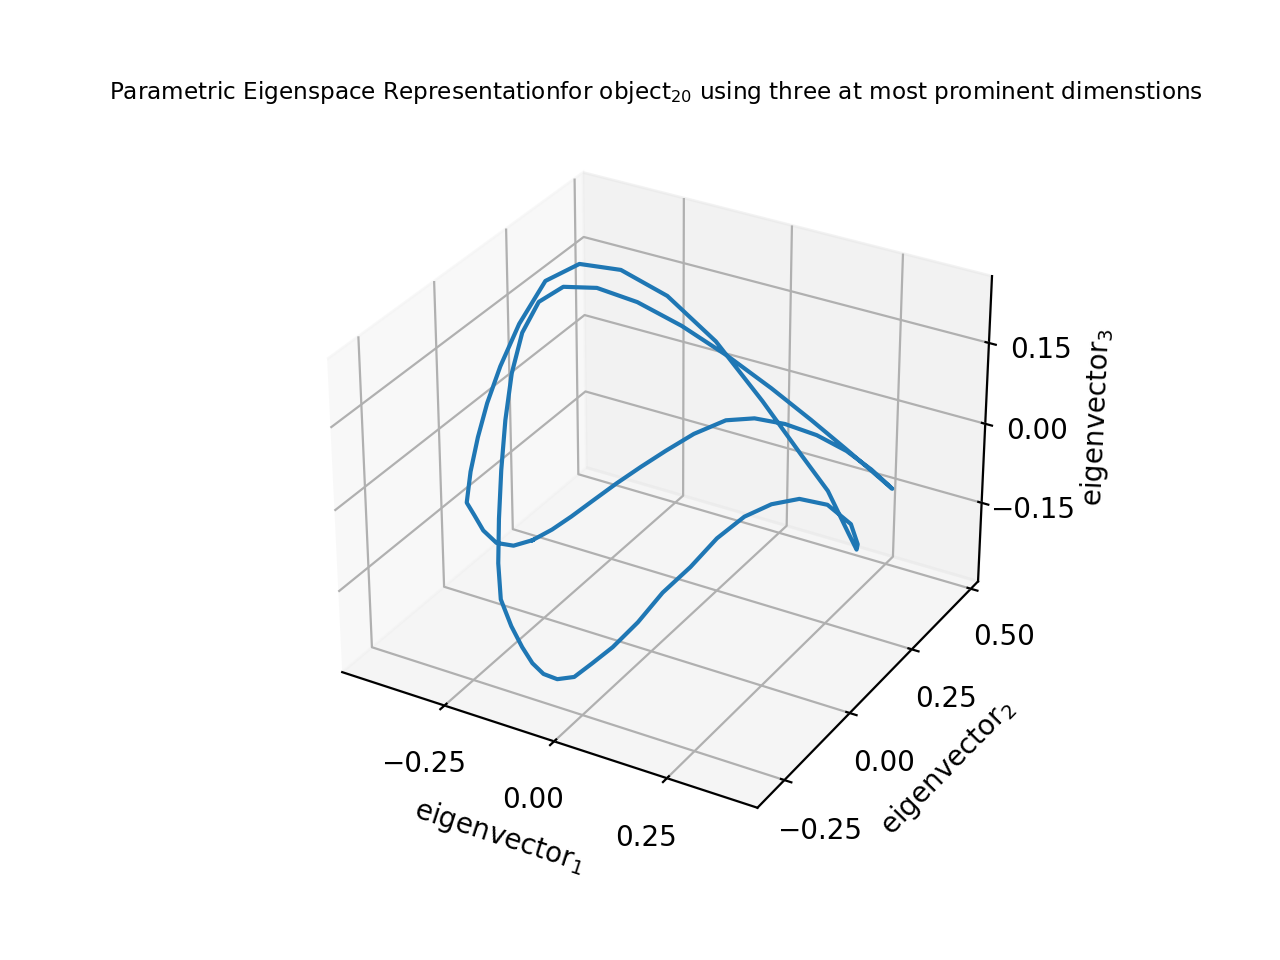 Parametric Eigenspace Representationfor object₂₀ using three at most prominent dimenstions
0.15
0.00
−0.15
eigenvector₃
0.50
0.25
0.00
−0.25
eigenvector₂
−0.25
0.00
0.25
eigenvector₁